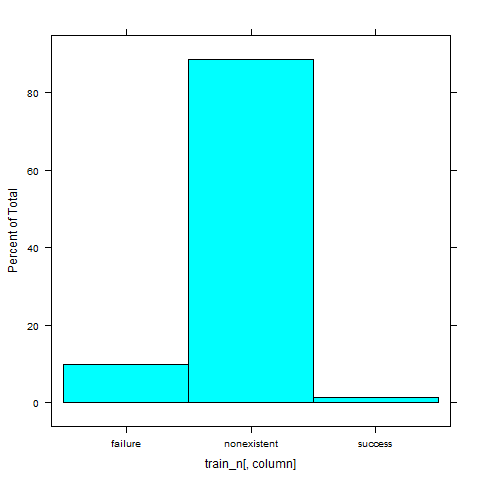 Percent of Total
80
60
40
20
0
failure
nonexistent
success
train_n[, column]